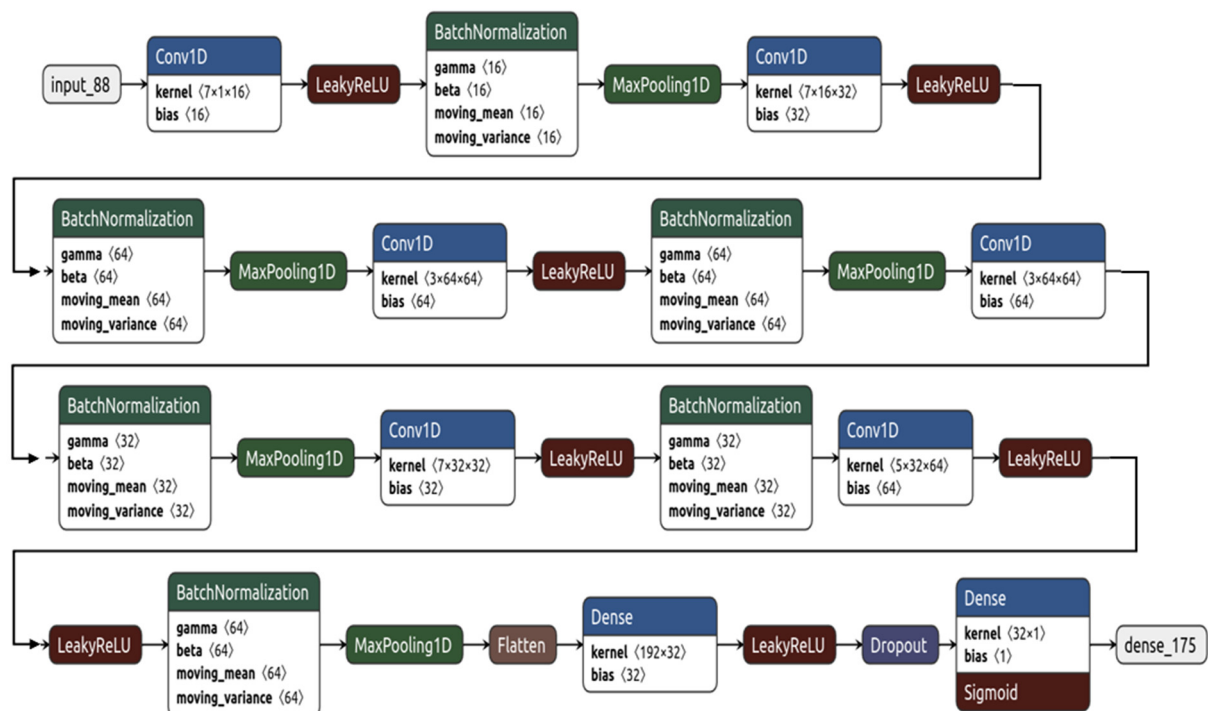 input_88
Conv1D
kernel ⟨7×1×16⟩
bias ⟨16⟩
LeakyReLU
BatchNormalization
gamma ⟨16⟩
beta ⟨16⟩
moving_mean ⟨16⟩
moving_variance ⟨16⟩
MaxPooling1D
Conv1D
kernel ⟨7×16×32⟩
bias ⟨32⟩
LeakyReLU
BatchNormalization
gamma ⟨64⟩
beta ⟨64⟩
moving_mean ⟨64⟩
moving_variance ⟨64⟩
MaxPooling1D
Conv1D
kernel ⟨3×64×64⟩
bias ⟨64⟩
LeakyReLU
BatchNormalization
gamma ⟨64⟩
beta ⟨64⟩
moving_mean ⟨64⟩
moving_variance ⟨64⟩
MaxPooling1D
Conv1D
kernel ⟨3×64×64⟩
bias ⟨64⟩
BatchNormalization
gamma ⟨32⟩
beta ⟨32⟩
moving_mean ⟨32⟩
moving_variance ⟨32⟩
MaxPooling1D
Conv1D
kernel ⟨7×32×32⟩
bias ⟨32⟩
LeakyReLU
BatchNormalization
gamma ⟨32⟩
beta ⟨32⟩
moving_mean ⟨32⟩
moving_variance ⟨32⟩
Conv1D
kernel ⟨5×32×64⟩
bias ⟨64⟩
LeakyReLU
LeakyReLU
BatchNormalization
gamma ⟨64⟩
beta ⟨64⟩
moving_mean ⟨64⟩
moving_variance ⟨64⟩
MaxPooling1D
Flatten
Dense
kernel ⟨192×32⟩
bias ⟨32⟩
LeakyReLU
Dropout
Dense
kernel ⟨32×1⟩
bias ⟨1⟩
Sigmoid
dense_175